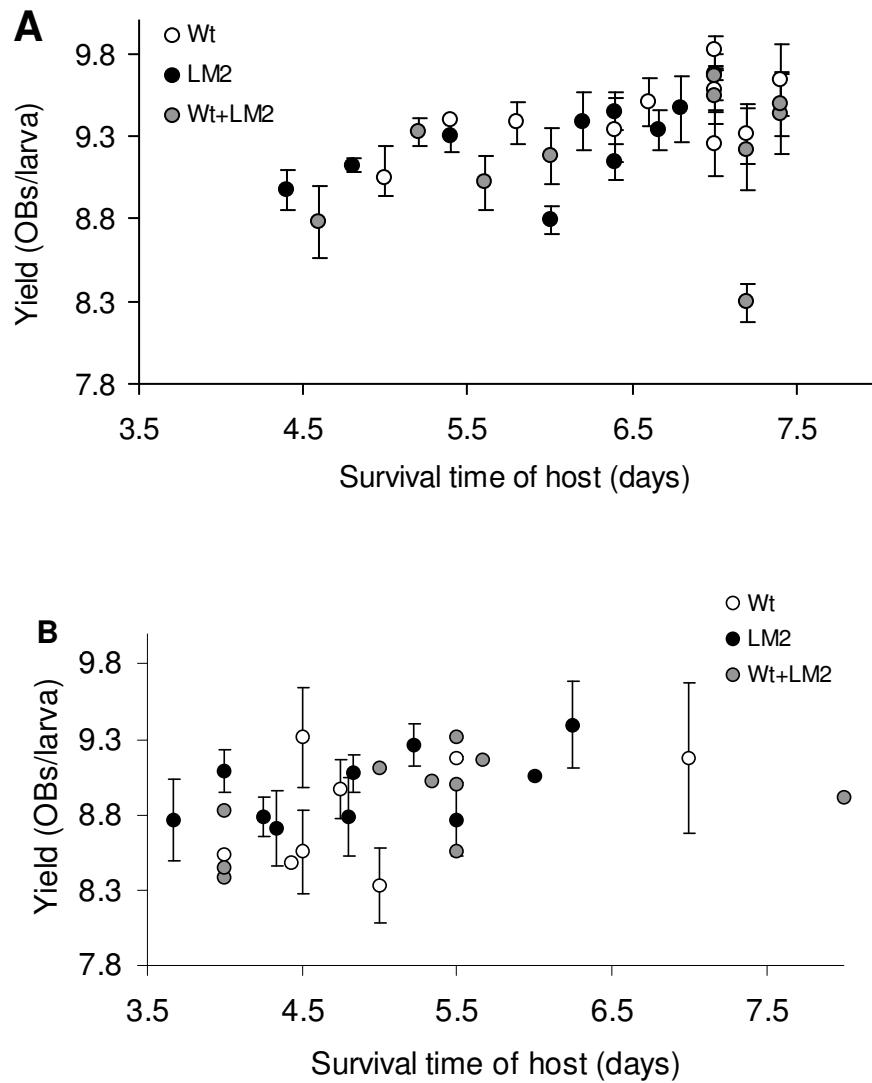 A
Wt
LM2
Wt+LM2
Yield (OBs/larva)
9.8
9.3
8.8
8.3
7.8
3.5 4.5 5.5 6.5 7.5
Survival time of host (days)
B
Wt
LM2
Wt+LM2
Yield (OBs/larva)
9.8
9.3
8.8
8.3
7.8
3.5 4.5 5.5 6.5 7.5
Survival time of host (days)